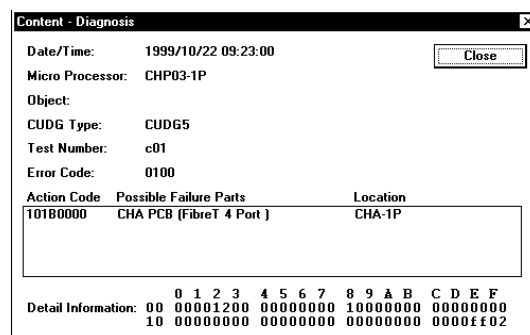 Content - Diagnosis
Date/Time: 1999/10/22 09:23:00
Close
Micro Processor: CHP03-1P
Object:
CUDG Type: CUDG5
Test Number: c01
Error Code: 0100
Action Code Possible Failure Parts Location
101B0000 CHA PCB (FibreT 4 Port ) CHA-1P
0 1 2 3 4 5 6 7 8 9 A B C D E F
Detail Information: 00 00001200 00000000 10000000 00000000
10 00000000 00000000 00000000 0000ff02